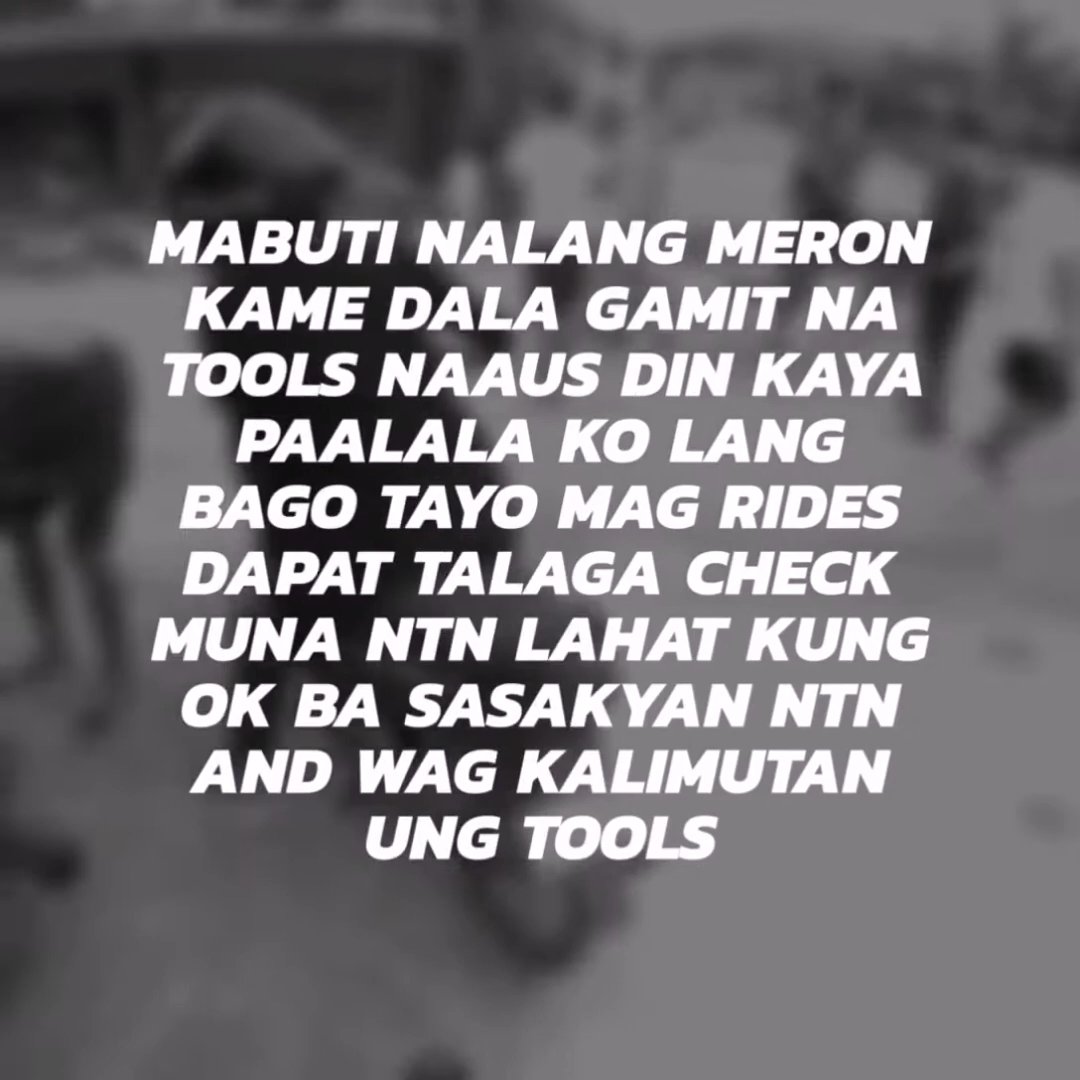 MABUTI NALANG MERON
KAME DALA GAMIT NA
TOOLS NAAUS DIN KAYA
PAALALA KO LANG
BAGO TAYO MAG RIDES
DAPAT TALAGA CHECK
MUNA NTN LAHAT KUNG
OK BA SASAKYAN NTN
AND WAG KALIMUTAN
UNG TOOLS